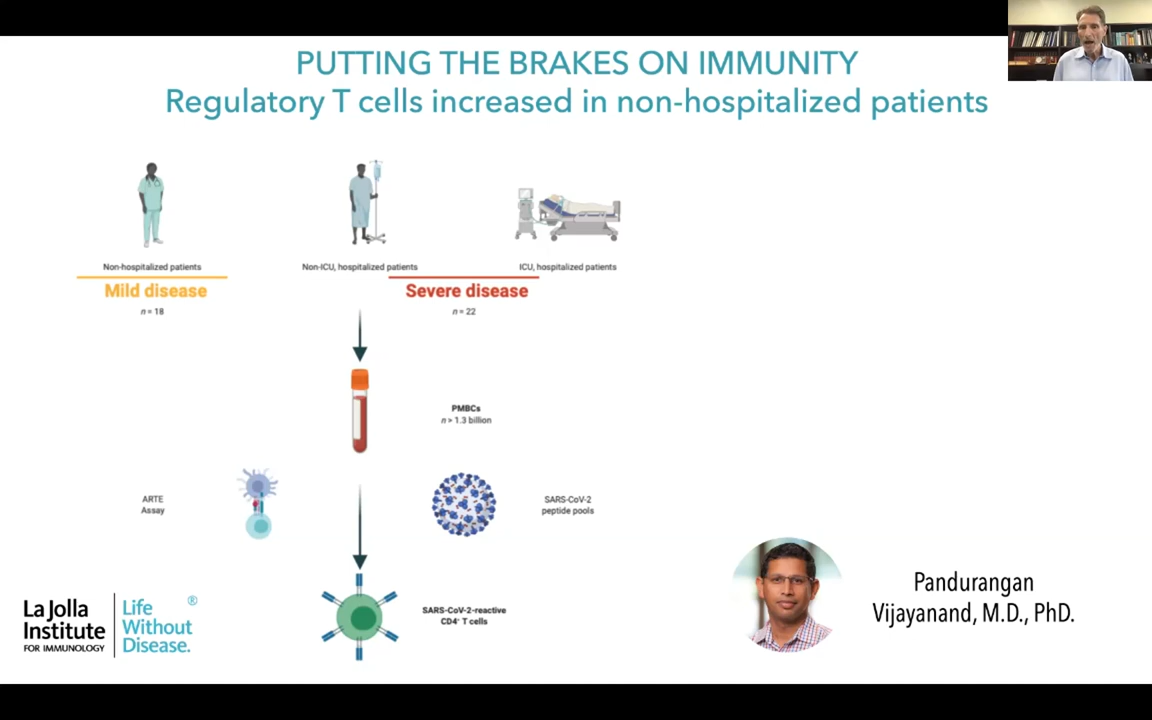 PUTTING THE BRAKES ON IMMUNITY
Regulatory T cells increased in non-hospitalized patients
Non-hospitalized patients
Non-ICU, hospitalized patients
ICU, hospitalized patients
Mild disease
Severe disease
n = 18
n = 22
PMBCs
n > 1.3 billion
ARTE
Assay
SARS-CoV-2
peptide pools
SARS-CoV-2-reactive
CD4⁺ T cells
Pandurangan
Vijayanand, M.D., PhD.
La Jolla
Institute
FOR IMMUNOLOGY
Life
Without
Disease.
®